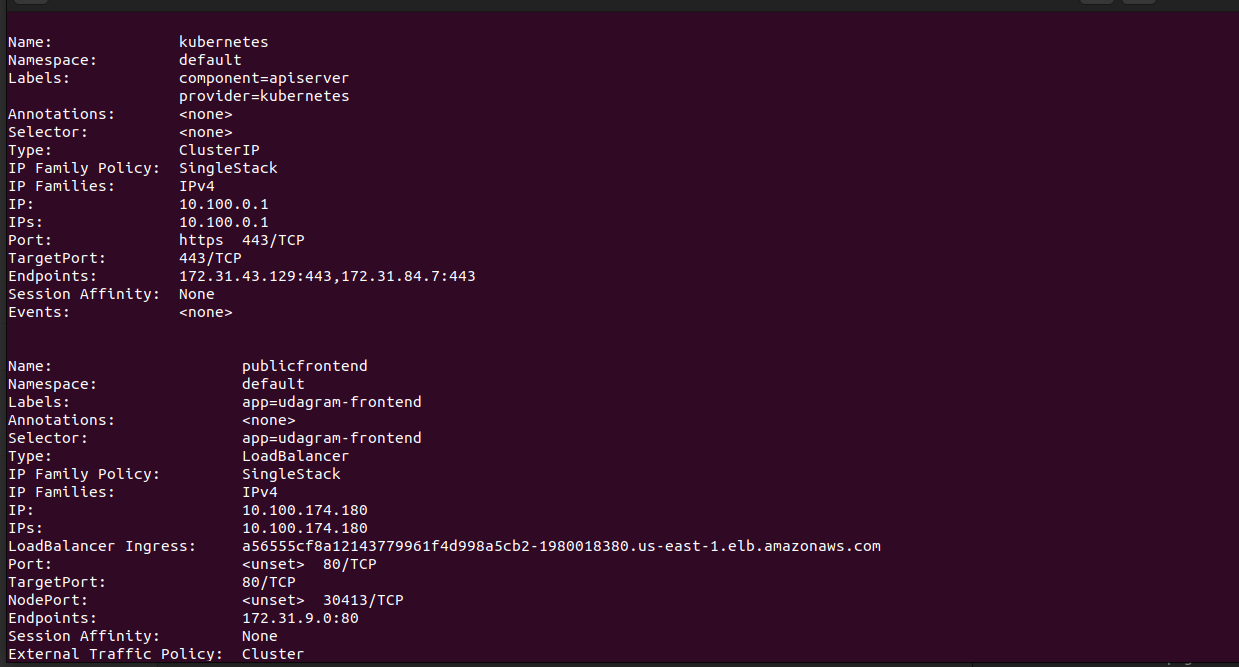 Name:              kubernetes
Namespace:         default
Labels:            component=apiserver
                   provider=kubernetes
Annotations:       <none>
Selector:          <none>
Type:              ClusterIP
IP Family Policy:  SingleStack
IP Families:       IPv4
IP:                10.100.0.1
IPs:               10.100.0.1
Port:              https  443/TCP
TargetPort:        443/TCP
Endpoints:         172.31.43.129:443,172.31.84.7:443
Session Affinity:  None
Events:            <none>
Name:                     publicfrontend
Namespace:                default
Labels:                   app=udagram-frontend
Annotations:              <none>
Selector:                 app=udagram-frontend
Type:                     LoadBalancer
IP Family Policy:         SingleStack
IP Families:              IPv4
IP:                       10.100.174.180
IPs:                      10.100.174.180
LoadBalancer Ingress:     a56555cf8a12143779961f4d998a5cb2-1980018380.us-east-1.elb.amazonaws.com
Port:                     <unset>  80/TCP
TargetPort:               80/TCP
NodePort:                 <unset>  30413/TCP
Endpoints:                172.31.9.0:80
Session Affinity:         None
External Traffic Policy:  Cluster